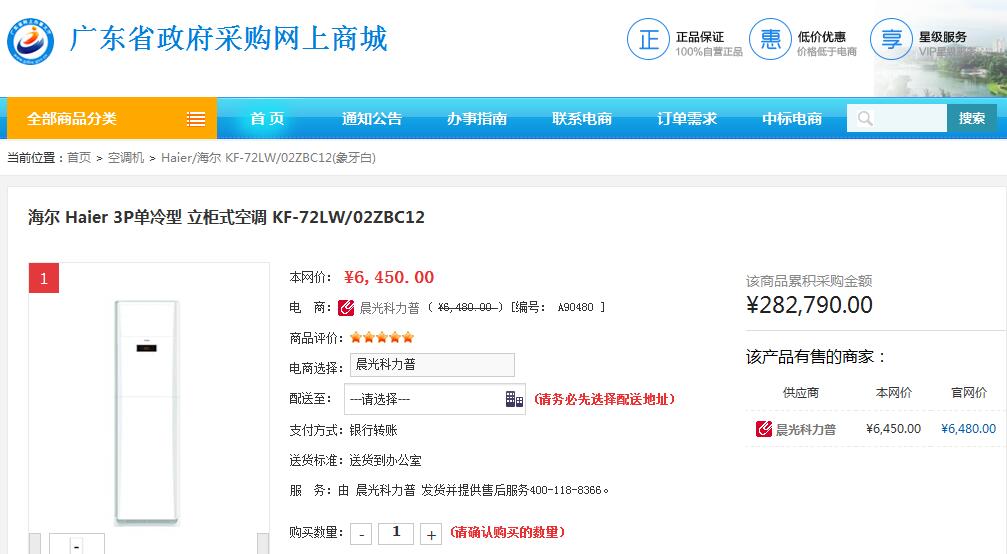 广东省政府采购网上商城
正 正品保证 100%自营正品
惠 低价优惠 价格低于电商
享 星级服务 VIP星级服务
全部商品分类 首 页 通知公告 办事指南 联系电商 订单需求 中标电商 搜索
当前位置：首页 > 空调机 > Haier/海尔 KF-72LW/02ZBC12(象牙白)
海尔 Haier 3P单冷型 立柜式空调 KF-72LW/02ZBC12
1
本网价： ¥6,450.00
电 商： 晨光科力普 ( ¥6,480.00 ) [编号： A90480 ]
商品评价：
电商选择： 晨光科力普
配送至： ---请选择--- (请务必先选择配送地址)
支付方式：银行转账
送货标准：送货到办公室
服 务：由 晨光科力普 发货并提供售后服务400-118-8366。
购买数量： - 1 + (请确认购买的数量)
-
该商品累积采购金额
¥282,790.00
该产品有售的商家：
供应商 本网价 官网价
晨光科力普 ¥6,450.00 ¥6,480.00